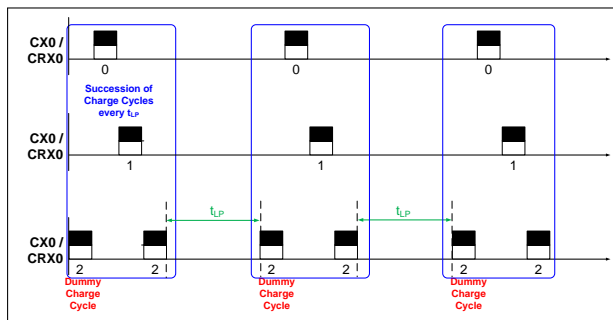 CX0 /
CRX0
0 0 0
Succession of
Charge Cycles
every tLP
CX0 /
CRX0
1 1 1
tLP tLP
CX0 /
CRX0
2 2 2 2 2 2
Dummy Dummy Dummy
Charge Charge Charge
Cycle Cycle Cycle